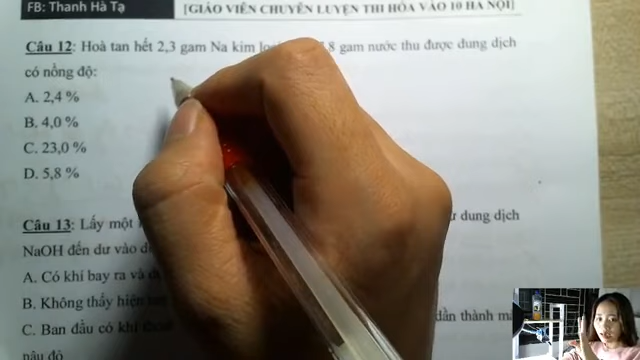 FB: Thanh Hà Tạ
[GIÁO VIÊN CHUYÊN LUYỆN THI HÓA VÀO 10 HÀ NỘI]
Câu 12: Hoà tan hết 2,3 gam Na kim ,8 gam nước thu được dung dịch
có nồng độ:
A. 2,4 %
B. 4,0 %
C. 23,0 %
D. 5,8 %
Câu 13: Lấy một dung dịch
NaOH đến dư vào
A. Có khí bay ra và
B. Không thấy hiện dần thành mà
C. Ban đầu có
nâu đỏ